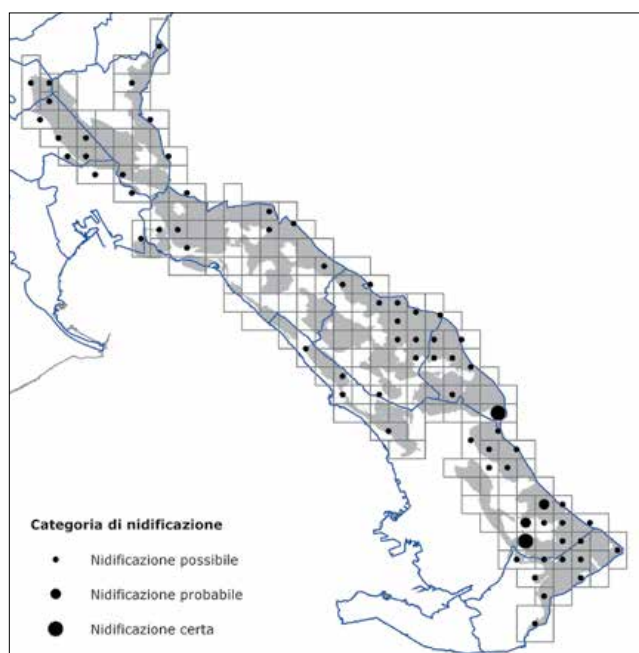 Categoria di nidificazione
Nidificazione possibile
Nidificazione probabile
Nidificazione certa